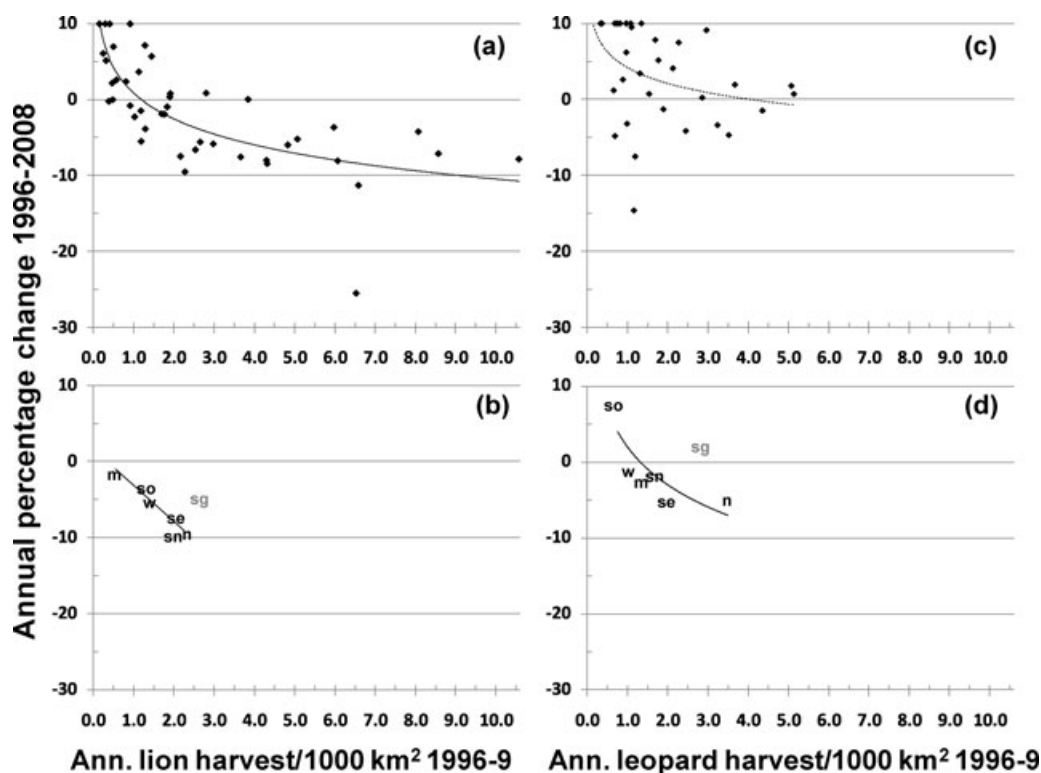 Annual percentage change 1996-2008
(a)
10
0
-10
-20
-30
0.0 1.0 2.0 3.0 4.0 5.0 6.0 7.0 8.0 9.0 10.0
(c)
10
0
-10
-20
-30
0.0 1.0 2.0 3.0 4.0 5.0 6.0 7.0 8.0 9.0 10.0
(b)
10
0
-10
-20
-30
m
so
w
sg
se
sn n
0.0 1.0 2.0 3.0 4.0 5.0 6.0 7.0 8.0 9.0 10.0
Ann. lion harvest/1000 km² 1996-9
(d)
10
0
-10
-20
-30
so
sg
w
m
sn
se
n
0.0 1.0 2.0 3.0 4.0 5.0 6.0 7.0 8.0 9.0 10.0
Ann. leopard harvest/1000 km² 1996-9